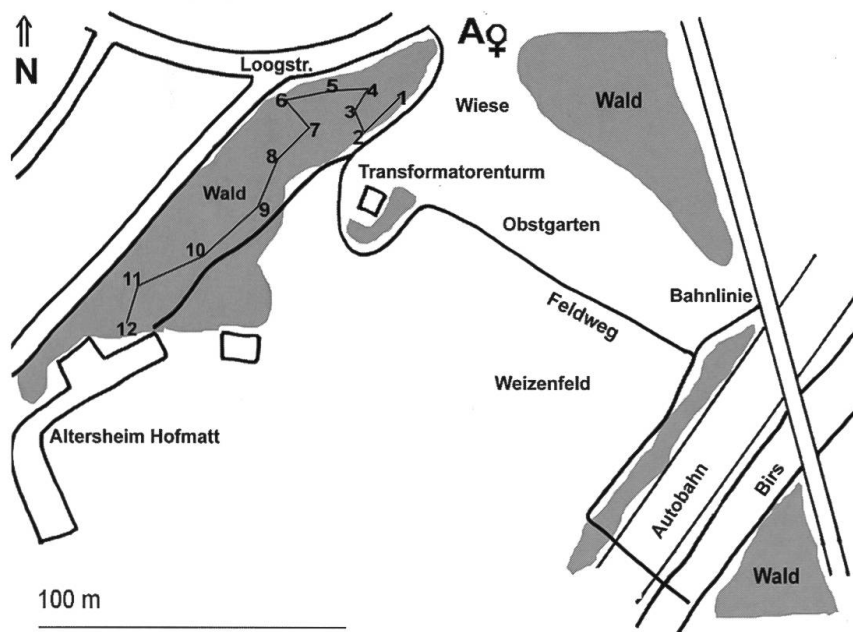 N
A♀
Loogstr.
Wald
Wiese
1
2
3
4
5
6
7
8
9
10
11
12
Wald
Transformatorenturm
Obstgarten
Bahnlinie
Feldweg
Weizenfeld
Altersheim Hofmatt
Autobahn
Birs
Wald
100 m